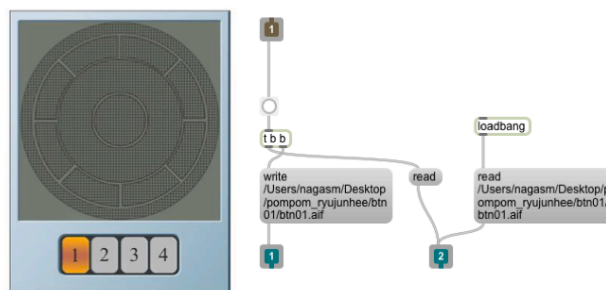 1 2 3 4
1
t b b
write
/Users/nagasm/Desktop
/pompom_ryujunhee/btn
01/btn01.aif
1
read
loadbang
read
/Users/nagasm/Desktop/p
ompom_ryujunhee/btn01/
btn01.aif
2